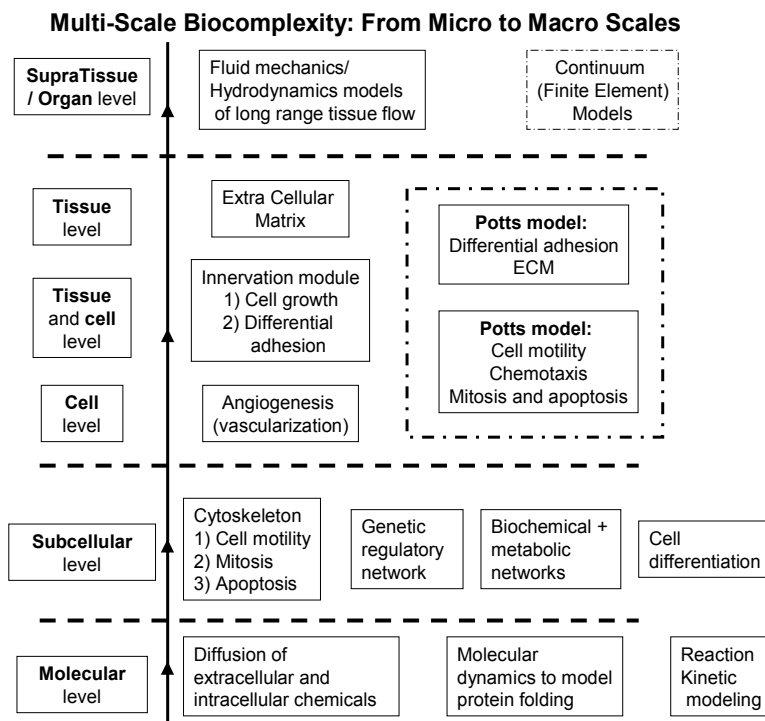 Multi-Scale Biocomplexity: From Micro to Macro Scales
SupraTissue
/ Organ level
Fluid mechanics/
Hydrodynamics models
of long range tissue flow
Continuum
(Finite Element)
Models
Tissue
level
Extra Cellular
Matrix
Potts model:
Differential adhesion
ECM
Tissue
and cell
level
Innervation module
1) Cell growth
2) Differential
adhesion
Potts model:
Cell motility
Chemotaxis
Mitosis and apoptosis
Cell
level
Angiogenesis
(vascularization)
Subcellular
level
Cytoskeleton
1) Cell motility
2) Mitosis
3) Apoptosis
Genetic
regulatory
network
Biochemical +
metabolic
networks
Cell
differentiation
Molecular
level
Diffusion of
extracellular and
intracellular chemicals
Molecular
dynamics to model
protein folding
Reaction
Kinetic
modeling